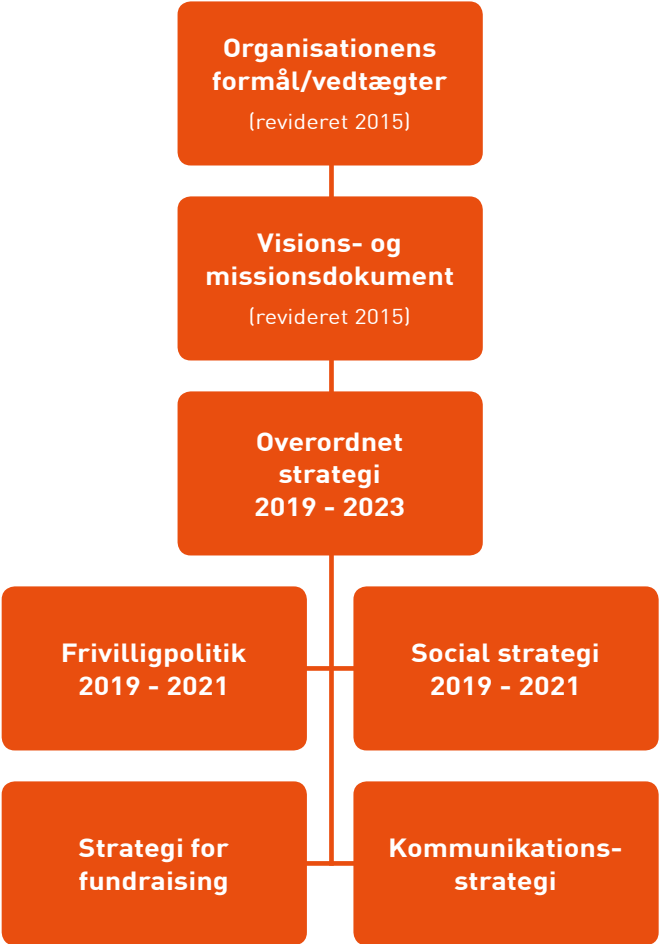 Organisationens
formål/vedtægter
(revideret 2015)
Visions- og
missionsdokument
(revideret 2015)
Overordnet
strategi
2019 - 2023
Frivilligpolitik
2019 - 2021
Social strategi
2019 - 2021
Strategi for
fundraising
Kommunikations-
strategi